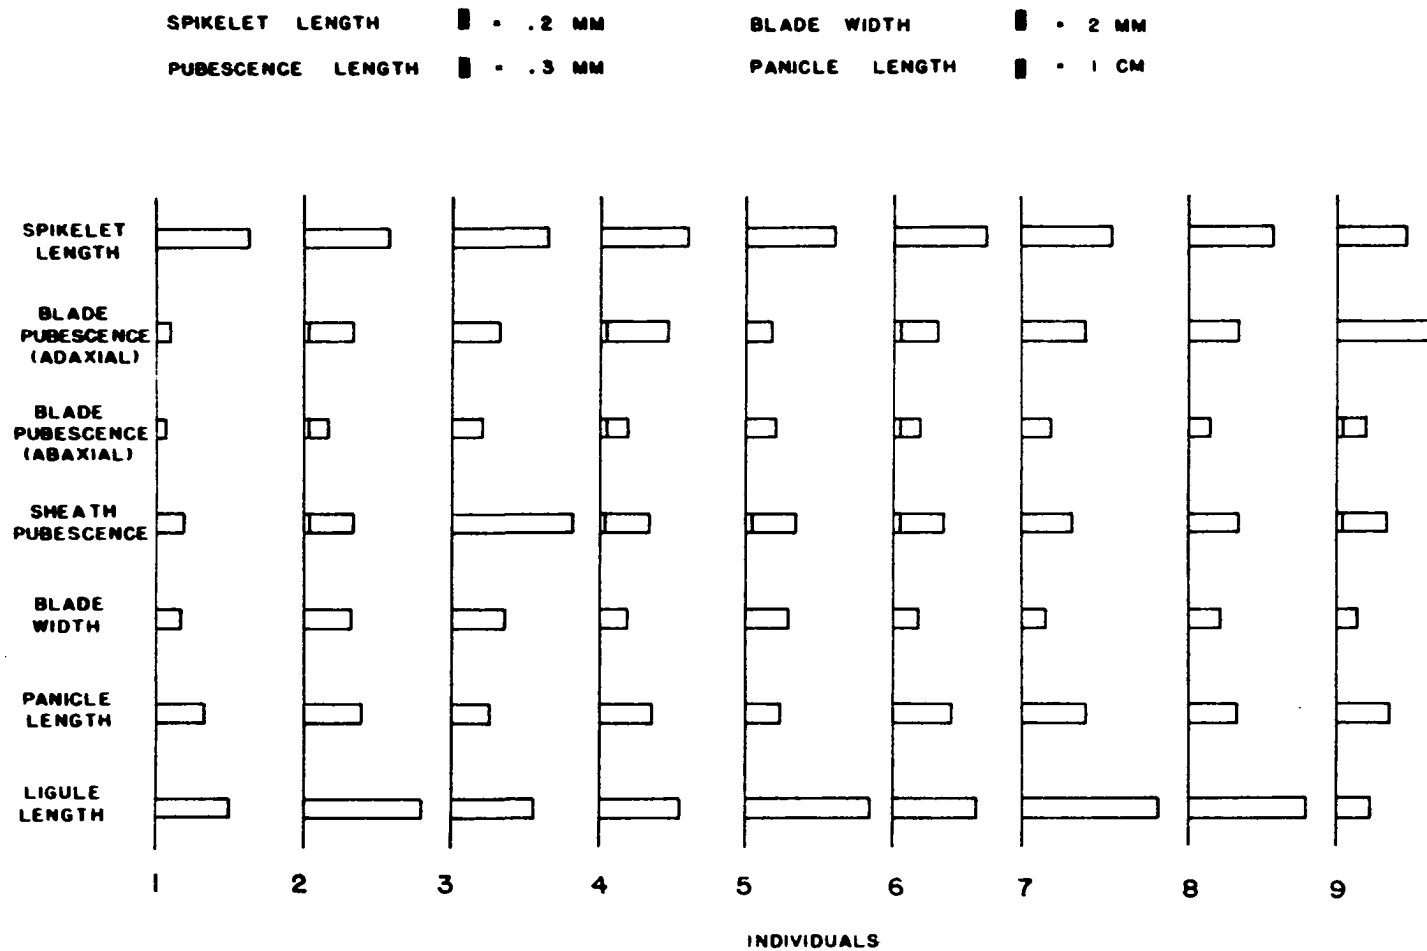 SPIKELET LENGTH = .2 MM
BLADE WIDTH = 2 MM
PUBESCENCE LENGTH = .3 MM
PANICLE LENGTH = 1 CM
SPIKELET
LENGTH
BLADE
PUBESCENCE
(ADAXIAL)
BLADE
PUBESCENCE
(ABAXIAL)
SHEATH
PUBESCENCE
BLADE
WIDTH
PANICLE
LENGTH
LIGULE
LENGTH
1 2 3 4 5 6 7 8 9
INDIVIDUALS